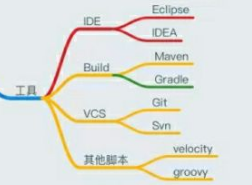 工具
IDE
Eclipse
IDEA
Build
Maven
Gradle
VCS
Git
Svn
其他脚本
velocity
groovy